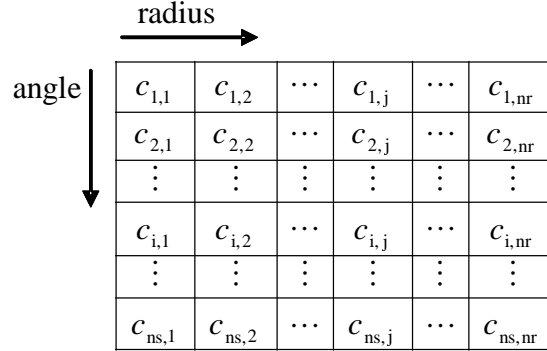 radius
angle
c1,1 c1,2 ⋯ c1,j ⋯ c1,nr
c2,1 c2,2 ⋯ c2,j ⋯ c2,nr
⋮ ⋮ ⋮ ⋮ ⋮ ⋮
ci,1 ci,2 ⋯ ci,j ⋯ ci,nr
⋮ ⋮ ⋮ ⋮ ⋮ ⋮
cns,1 cns,2 ⋯ cns,j ⋯ cns,nr